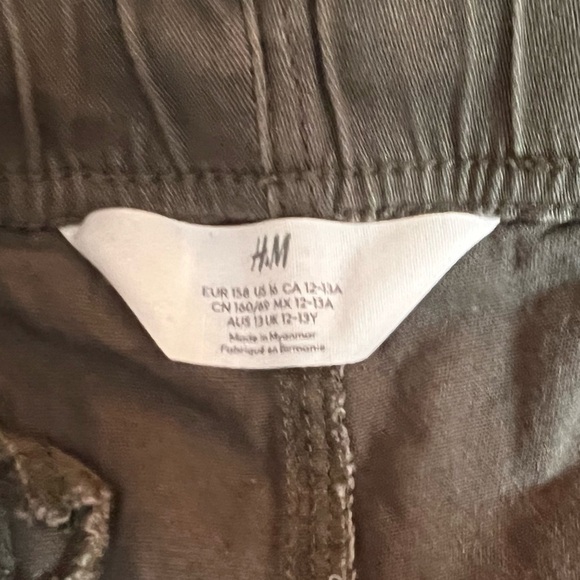 H&M
EUR 158 US 16 CA 12-13A
CN 160/69 MX 12-13A
AUS 13 UK 12-13Y
Made in Myanmar
Fabriqué en Birmanie